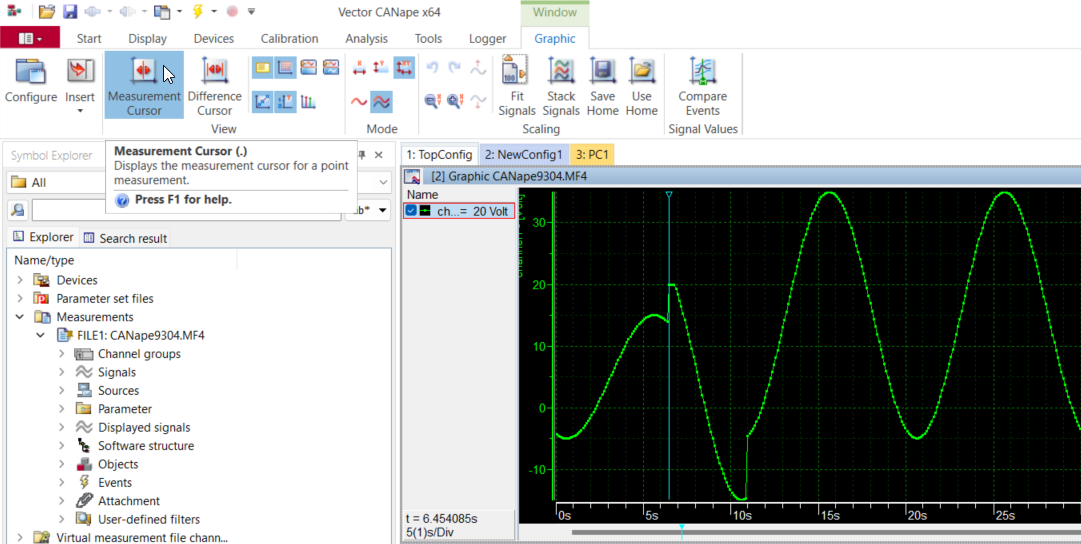 Vector CANape x64
Window
Start Display Devices Calibration Analysis Tools Logger Graphic
Configure Insert Measurement Cursor Difference Cursor
Fit Signals Stack Signals Save Home Use Home Compare Events
View Mode Scaling Signal Values
Symbol Explorer
Measurement Cursor (.)
Displays the measurement cursor for a point
measurement.
Press F1 for help.
All
ab*
Explorer Search result
Name/type
Devices
Parameter set files
Measurements
FILE1: CANape9304.MF4
Channel groups
Signals
Sources
Parameter
Displayed signals
Software structure
Objects
Events
Attachment
User-defined filters
Virtual measurement file chann...
1: TopConfig 2: NewConfig1 3: PC1
[2] Graphic CANape9304.MF4
Name
ch...= 20 Volt
t = 6.454085s
5(1)s/Div
30
20
10
0
-10
0s 5s 10s 15s 20s 25s